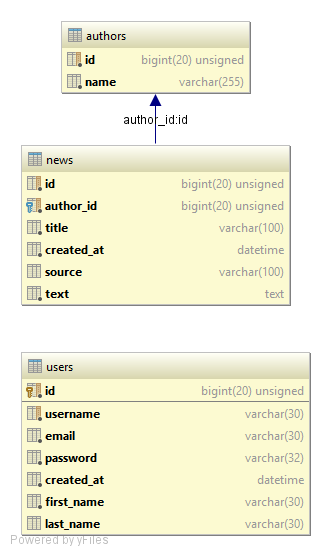 authors
id bigint(20) unsigned
name varchar(255)
author_id:id
news
id bigint(20) unsigned
author_id bigint(20) unsigned
title varchar(100)
created_at datetime
source varchar(100)
text text
users
id bigint(20) unsigned
username varchar(30)
email varchar(30)
password varchar(32)
created_at datetime
first_name varchar(30)
last_name varchar(30)
Powered by yFiles